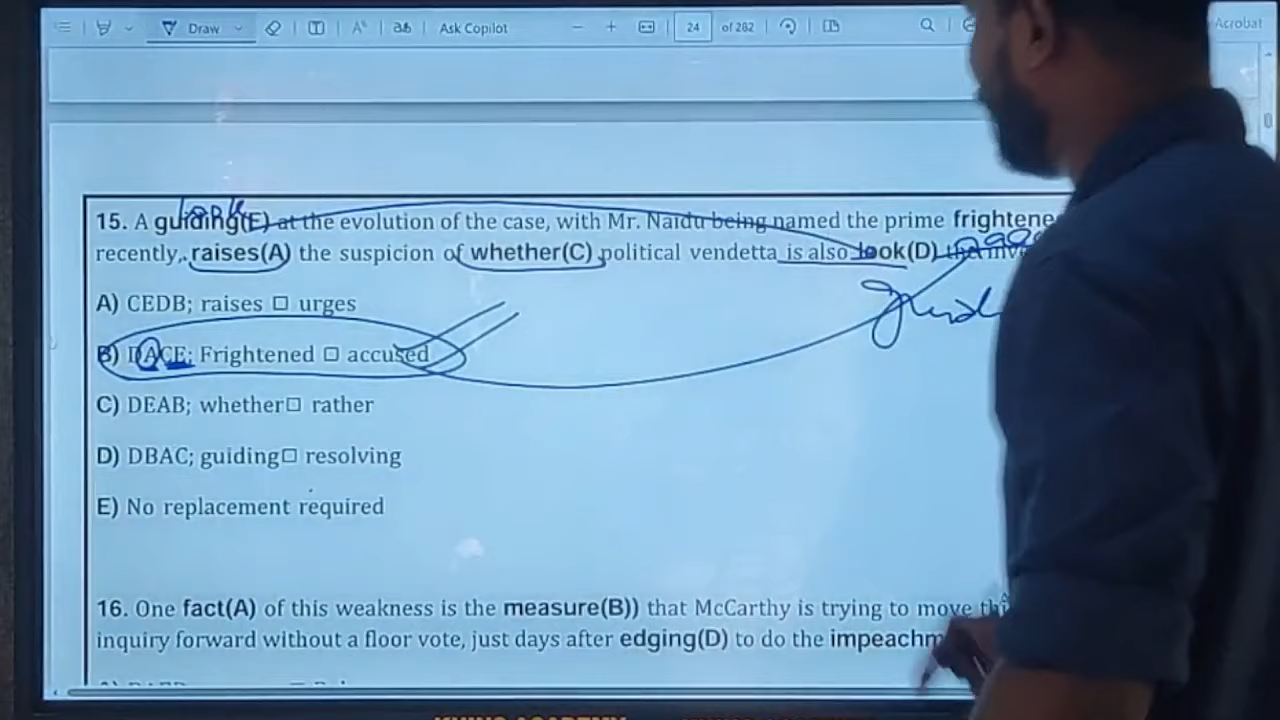 Draw
Ask Copilot
24 of 282
Acrobat
look
15. A guiding(E) at the evolution of the case, with Mr. Naidu being named the prime frightene
recently, raises(A) the suspicion of whether(C) political vendetta is also look(D) the inv
A) CEDB; raises □ urges
B) DACE; Frightened □ accused
C) DEAB; whether□ rather
D) DBAC; guiding□ resolving
E) No replacement required
16. One fact(A) of this weakness is the measure(B)) that McCarthy is trying to move thi
inquiry forward without a floor vote, just days after edging(D) to do the impeachm